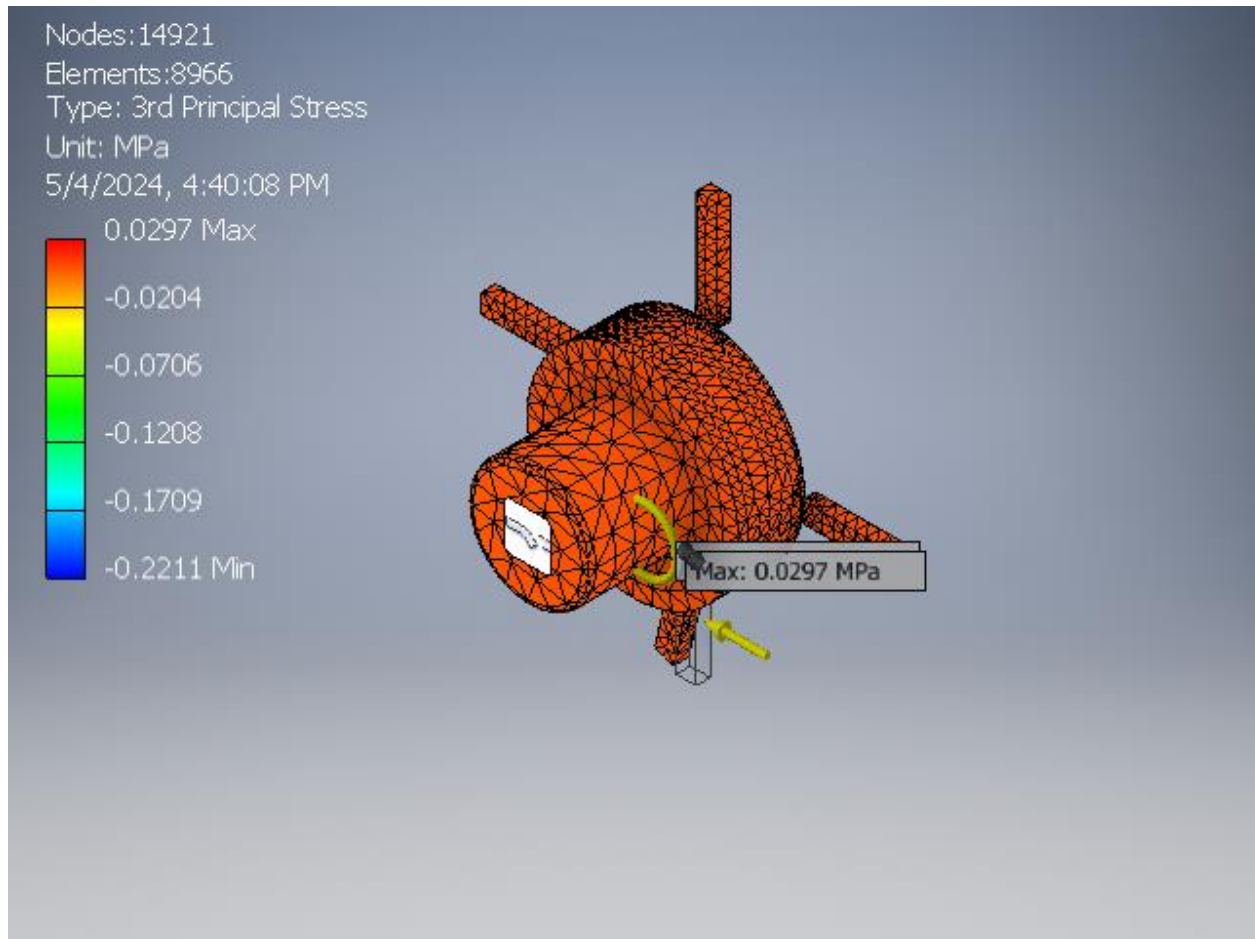 Nodes:14921
Elements:8966
Type: 3rd Principal Stress
Unit: MPa
5/4/2024, 4:40:08 PM
0.0297 Max
-0.0204
-0.0706
-0.1208
-0.1709
-0.2211 Min
Max: 0.0297 MPa